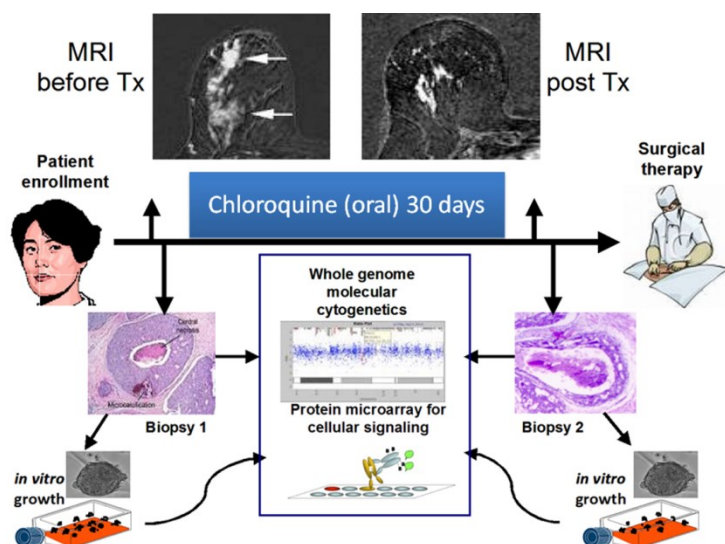 MRI
before Tx
MRI
post Tx
Patient
enrollment
Chloroquine (oral) 30 days
Surgical
therapy
Whole genome
molecular
cytogenetics
Central
necrosis
Microcalcification
Protein microarray for
cellular signaling
Biopsy 1
Biopsy 2
in vitro
growth
in vitro
growth